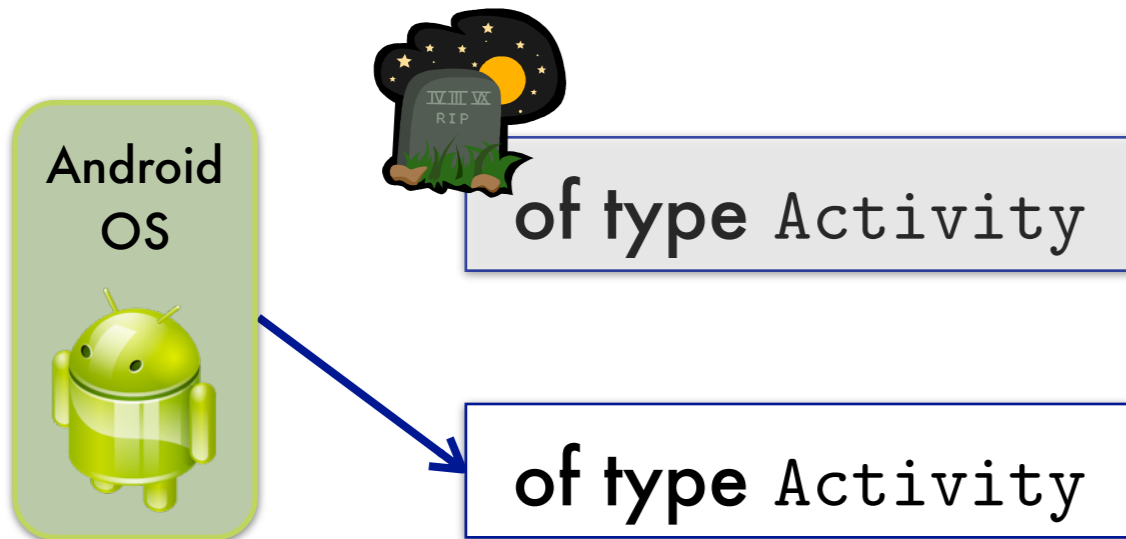 Android
OS
IV III VX
RIP
of type Activity
of type Activity